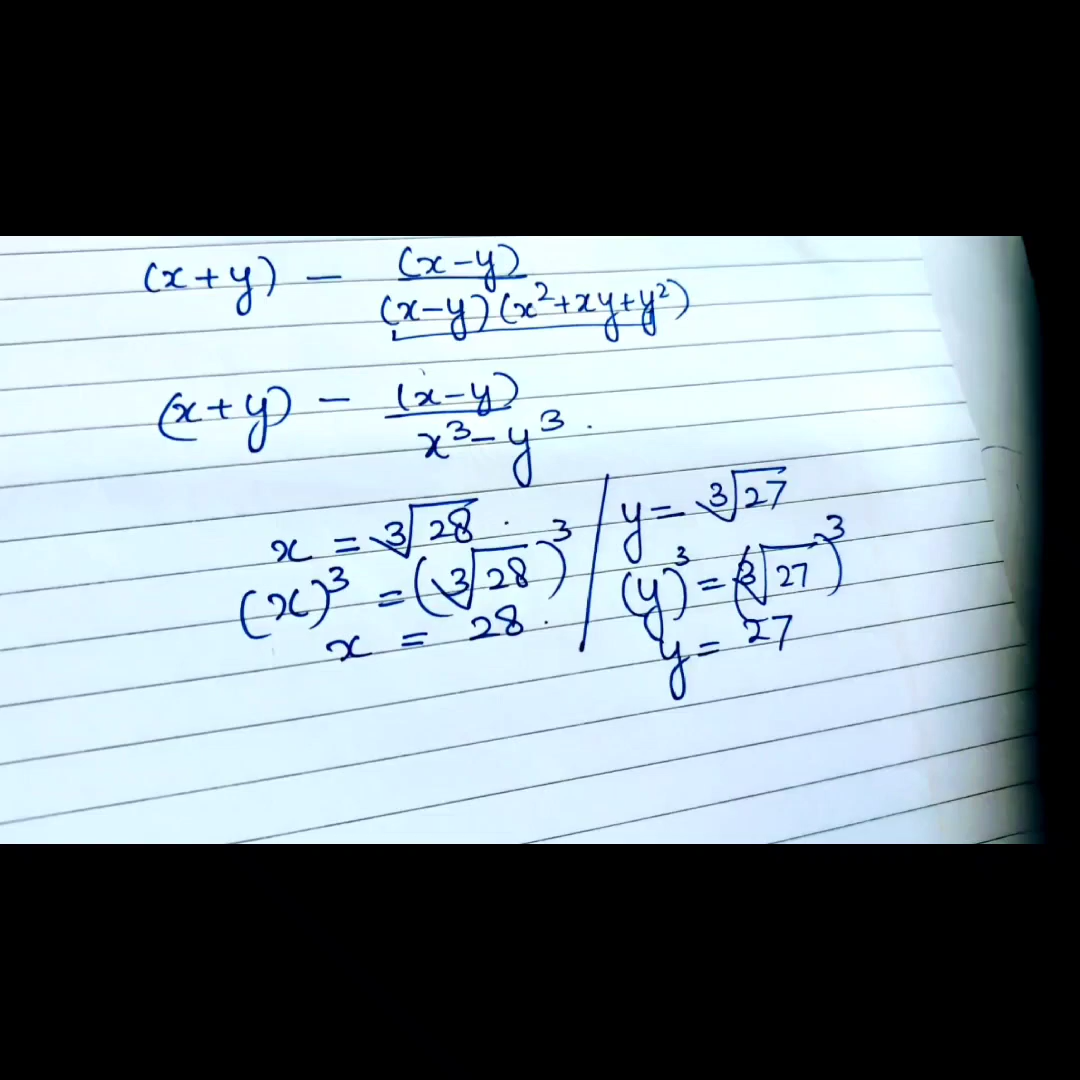 (x+y) - (x-y)/(x-y)(x²+xy+y²)
(x+y) - (x-y)/x³-y³.
x = ∛28 . / y = ∛27
(x)³ = (∛28)³ / (y)³ = (∛27)³
x = 28. / y = 27